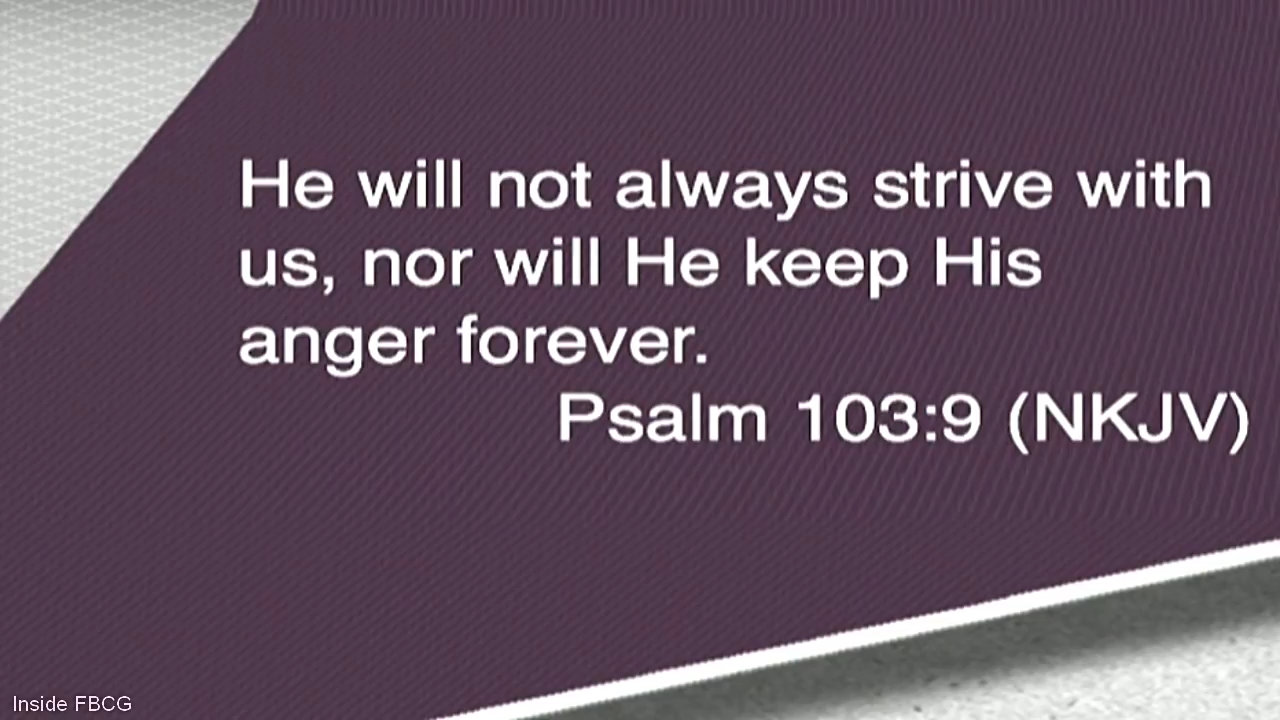 He will not always strive with
us, nor will He keep His
anger forever.
Psalm 103:9 (NKJV)
Inside FBCG